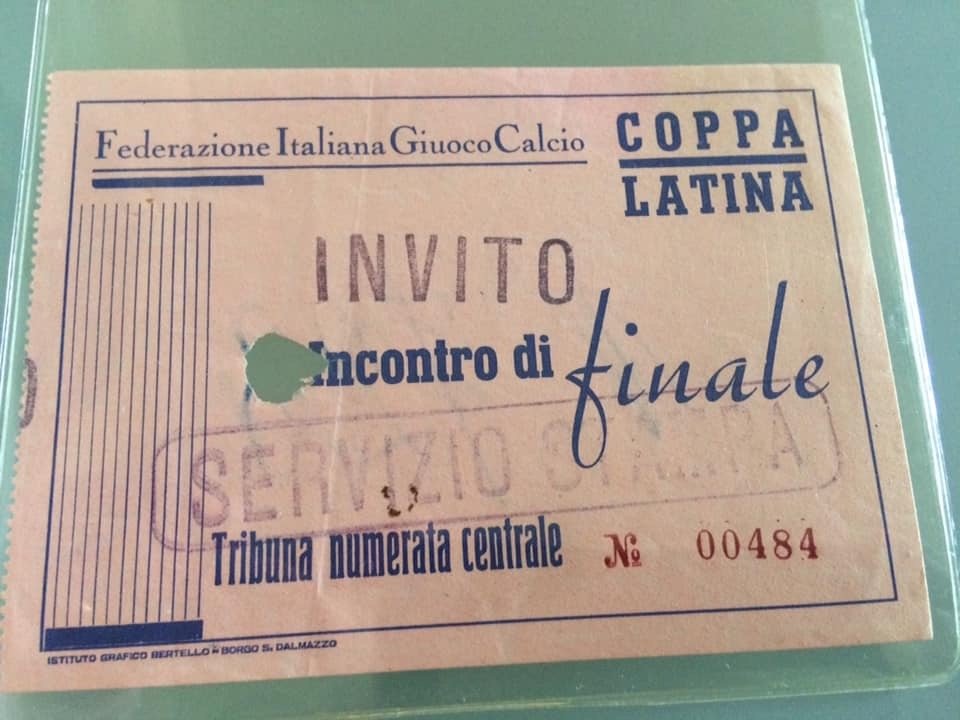 Federazione Italiana Giuoco Calcio
COPPA
LATINA
INVITO
Incontro di finale
SERVIZIO STAMPA
Tribuna numerata centrale № 00484
ISTITUTO GRAFICO BERTELLO - BORGO S. DALMAZZO